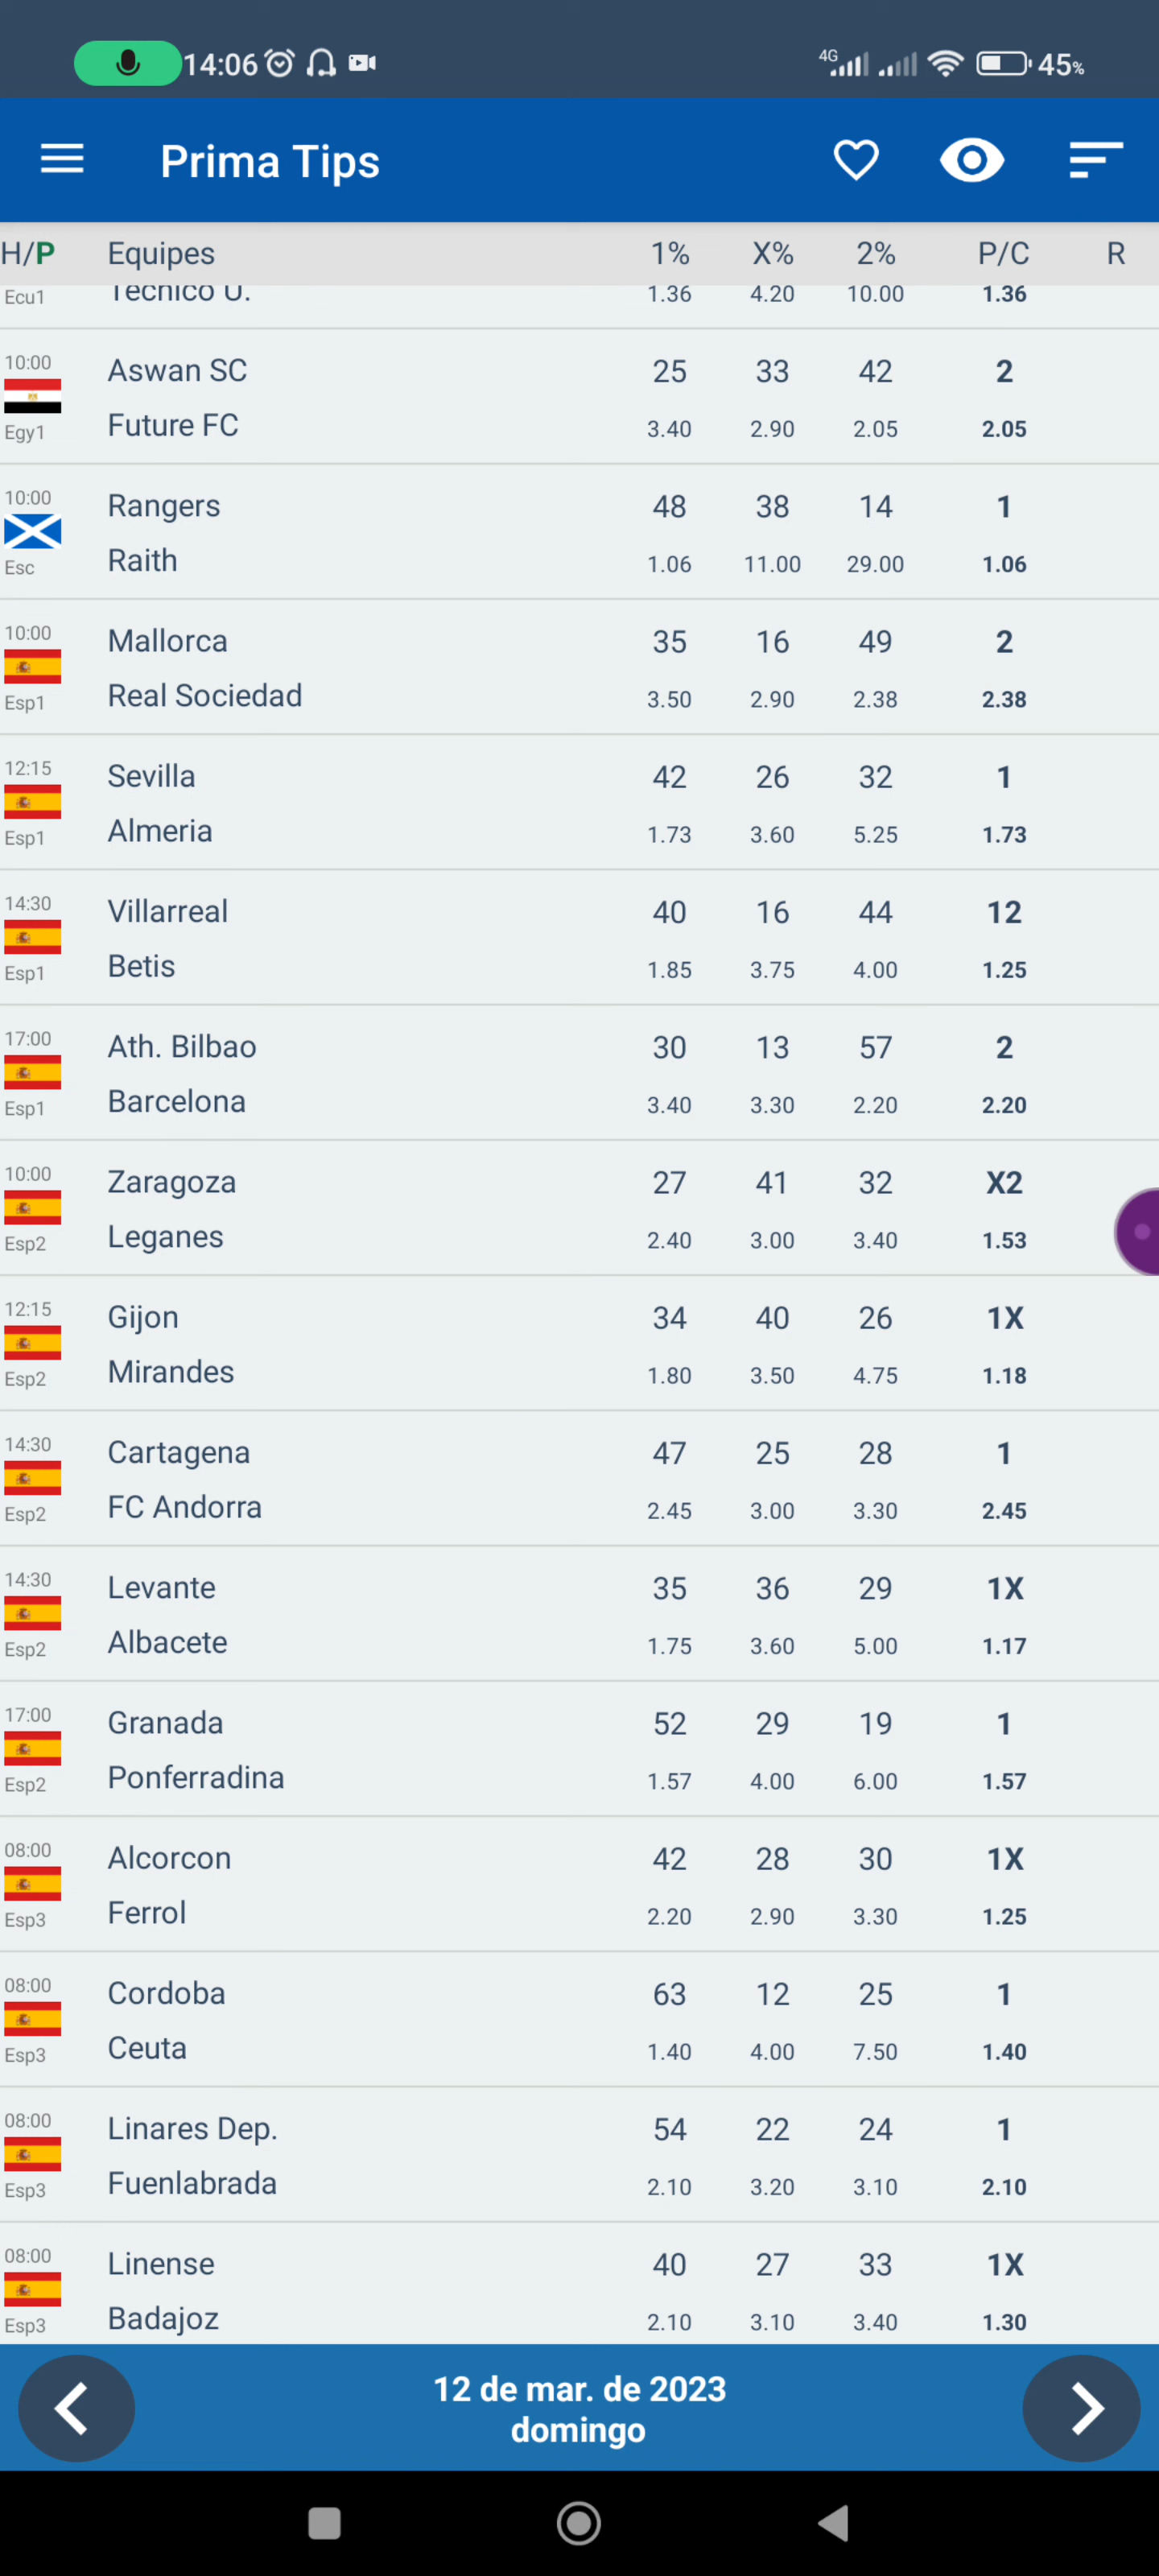 14:06 4G 45%
Prima Tips
H/P Equipes 1% X% 2% P/C R
Ecu1 Tecnico U. 1.36 4.20 10.00 1.36
10:00 Aswan SC 25 33 42 2
Egy1 Future FC 3.40 2.90 2.05 2.05
10:00 Rangers 48 38 14 1
Esc Raith 1.06 11.00 29.00 1.06
10:00 Mallorca 35 16 49 2
Esp1 Real Sociedad 3.50 2.90 2.38 2.38
12:15 Sevilla 42 26 32 1
Esp1 Almeria 1.73 3.60 5.25 1.73
14:30 Villarreal 40 16 44 12
Esp1 Betis 1.85 3.75 4.00 1.25
17:00 Ath. Bilbao 30 13 57 2
Esp1 Barcelona 3.40 3.30 2.20 2.20
10:00 Zaragoza 27 41 32 X2
Esp2 Leganes 2.40 3.00 3.40 1.53
12:15 Gijon 34 40 26 1X
Esp2 Mirandes 1.80 3.50 4.75 1.18
14:30 Cartagena 47 25 28 1
Esp2 FC Andorra 2.45 3.00 3.30 2.45
14:30 Levante 35 36 29 1X
Esp2 Albacete 1.75 3.60 5.00 1.17
17:00 Granada 52 29 19 1
Esp2 Ponferradina 1.57 4.00 6.00 1.57
08:00 Alcorcon 42 28 30 1X
Esp3 Ferrol 2.20 2.90 3.30 1.25
08:00 Cordoba 63 12 25 1
Esp3 Ceuta 1.40 4.00 7.50 1.40
08:00 Linares Dep. 54 22 24 1
Esp3 Fuenlabrada 2.10 3.20 3.10 2.10
08:00 Linense 40 27 33 1X
Esp3 Badajoz 2.10 3.10 3.40 1.30
12 de mar. de 2023
domingo